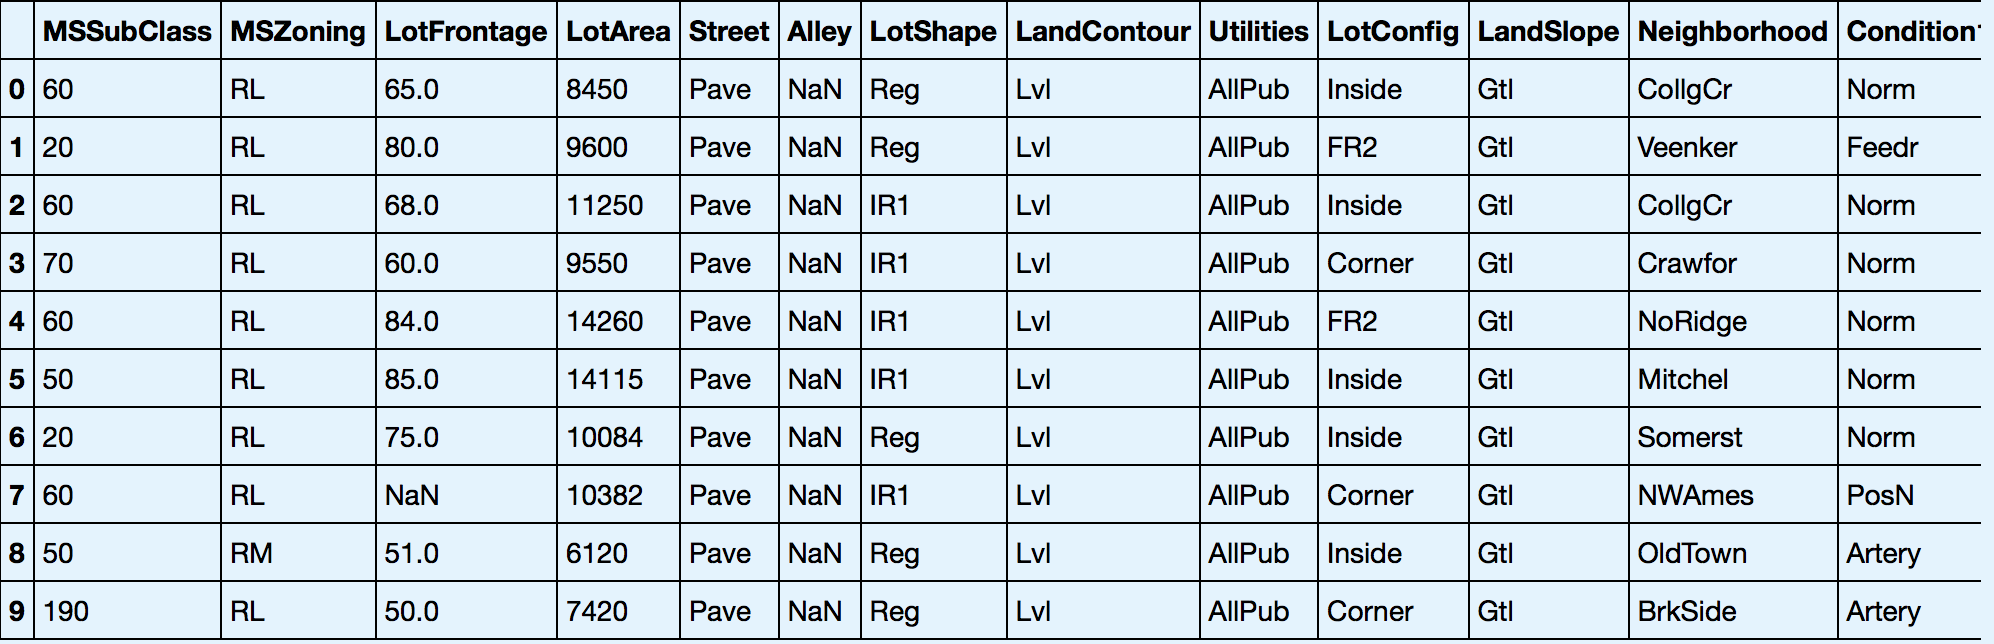 MSSubClass MSZoning LotFrontage LotArea Street Alley LotShape LandContour Utilities LotConfig LandSlope Neighborhood Condition1
0 60 RL 65.0 8450 Pave NaN Reg Lvl AllPub Inside Gtl CollgCr Norm
1 20 RL 80.0 9600 Pave NaN Reg Lvl AllPub FR2 Gtl Veenker Feedr
2 60 RL 68.0 11250 Pave NaN IR1 Lvl AllPub Inside Gtl CollgCr Norm
3 70 RL 60.0 9550 Pave NaN IR1 Lvl AllPub Corner Gtl Crawfor Norm
4 60 RL 84.0 14260 Pave NaN IR1 Lvl AllPub FR2 Gtl NoRidge Norm
5 50 RL 85.0 14115 Pave NaN IR1 Lvl AllPub Inside Gtl Mitchel Norm
6 20 RL 75.0 10084 Pave NaN Reg Lvl AllPub Inside Gtl Somerst Norm
7 60 RL NaN 10382 Pave NaN IR1 Lvl AllPub Corner Gtl NWAmes PosN
8 50 RM 51.0 6120 Pave NaN Reg Lvl AllPub Inside Gtl OldTown Artery
9 190 RL 50.0 7420 Pave NaN Reg Lvl AllPub Corner Gtl BrkSide Artery